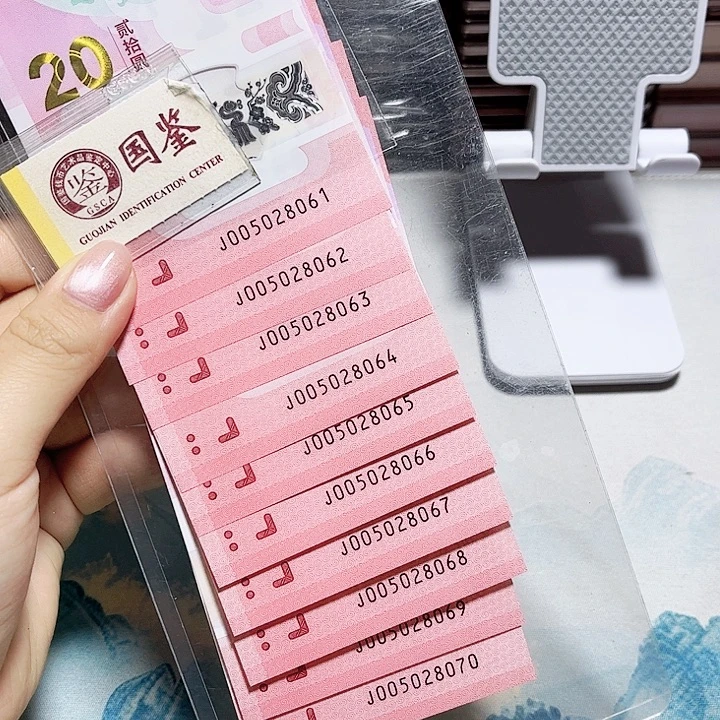 20
贰拾圆
国鉴
鉴
GSCA
GUOJIAN IDENTIFICATION CENTER
J005028061
J005028062
J005028063
J005028064
J005028065
J005028066
J005028067
J005028068
J005028069
J005028070